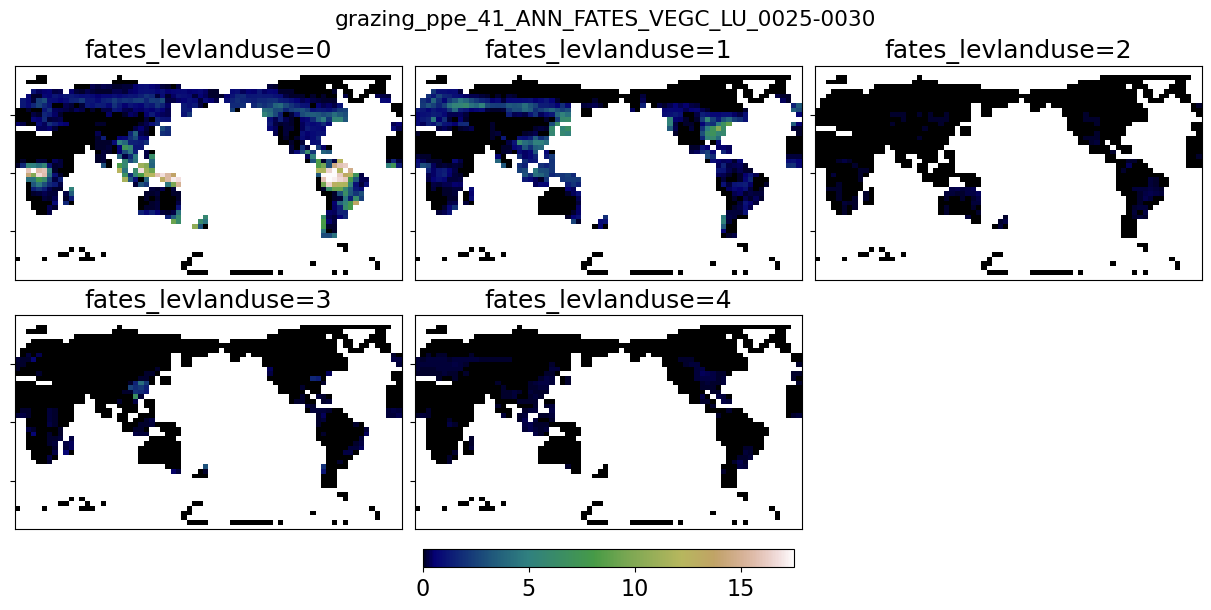 grazing_ppe_41_ANN_FATES_VEGC_LU_0025-0030
fates_levlanduse=0
fates_levlanduse=1
fates_levlanduse=2
fates_levlanduse=3
fates_levlanduse=4
0 5 10 15